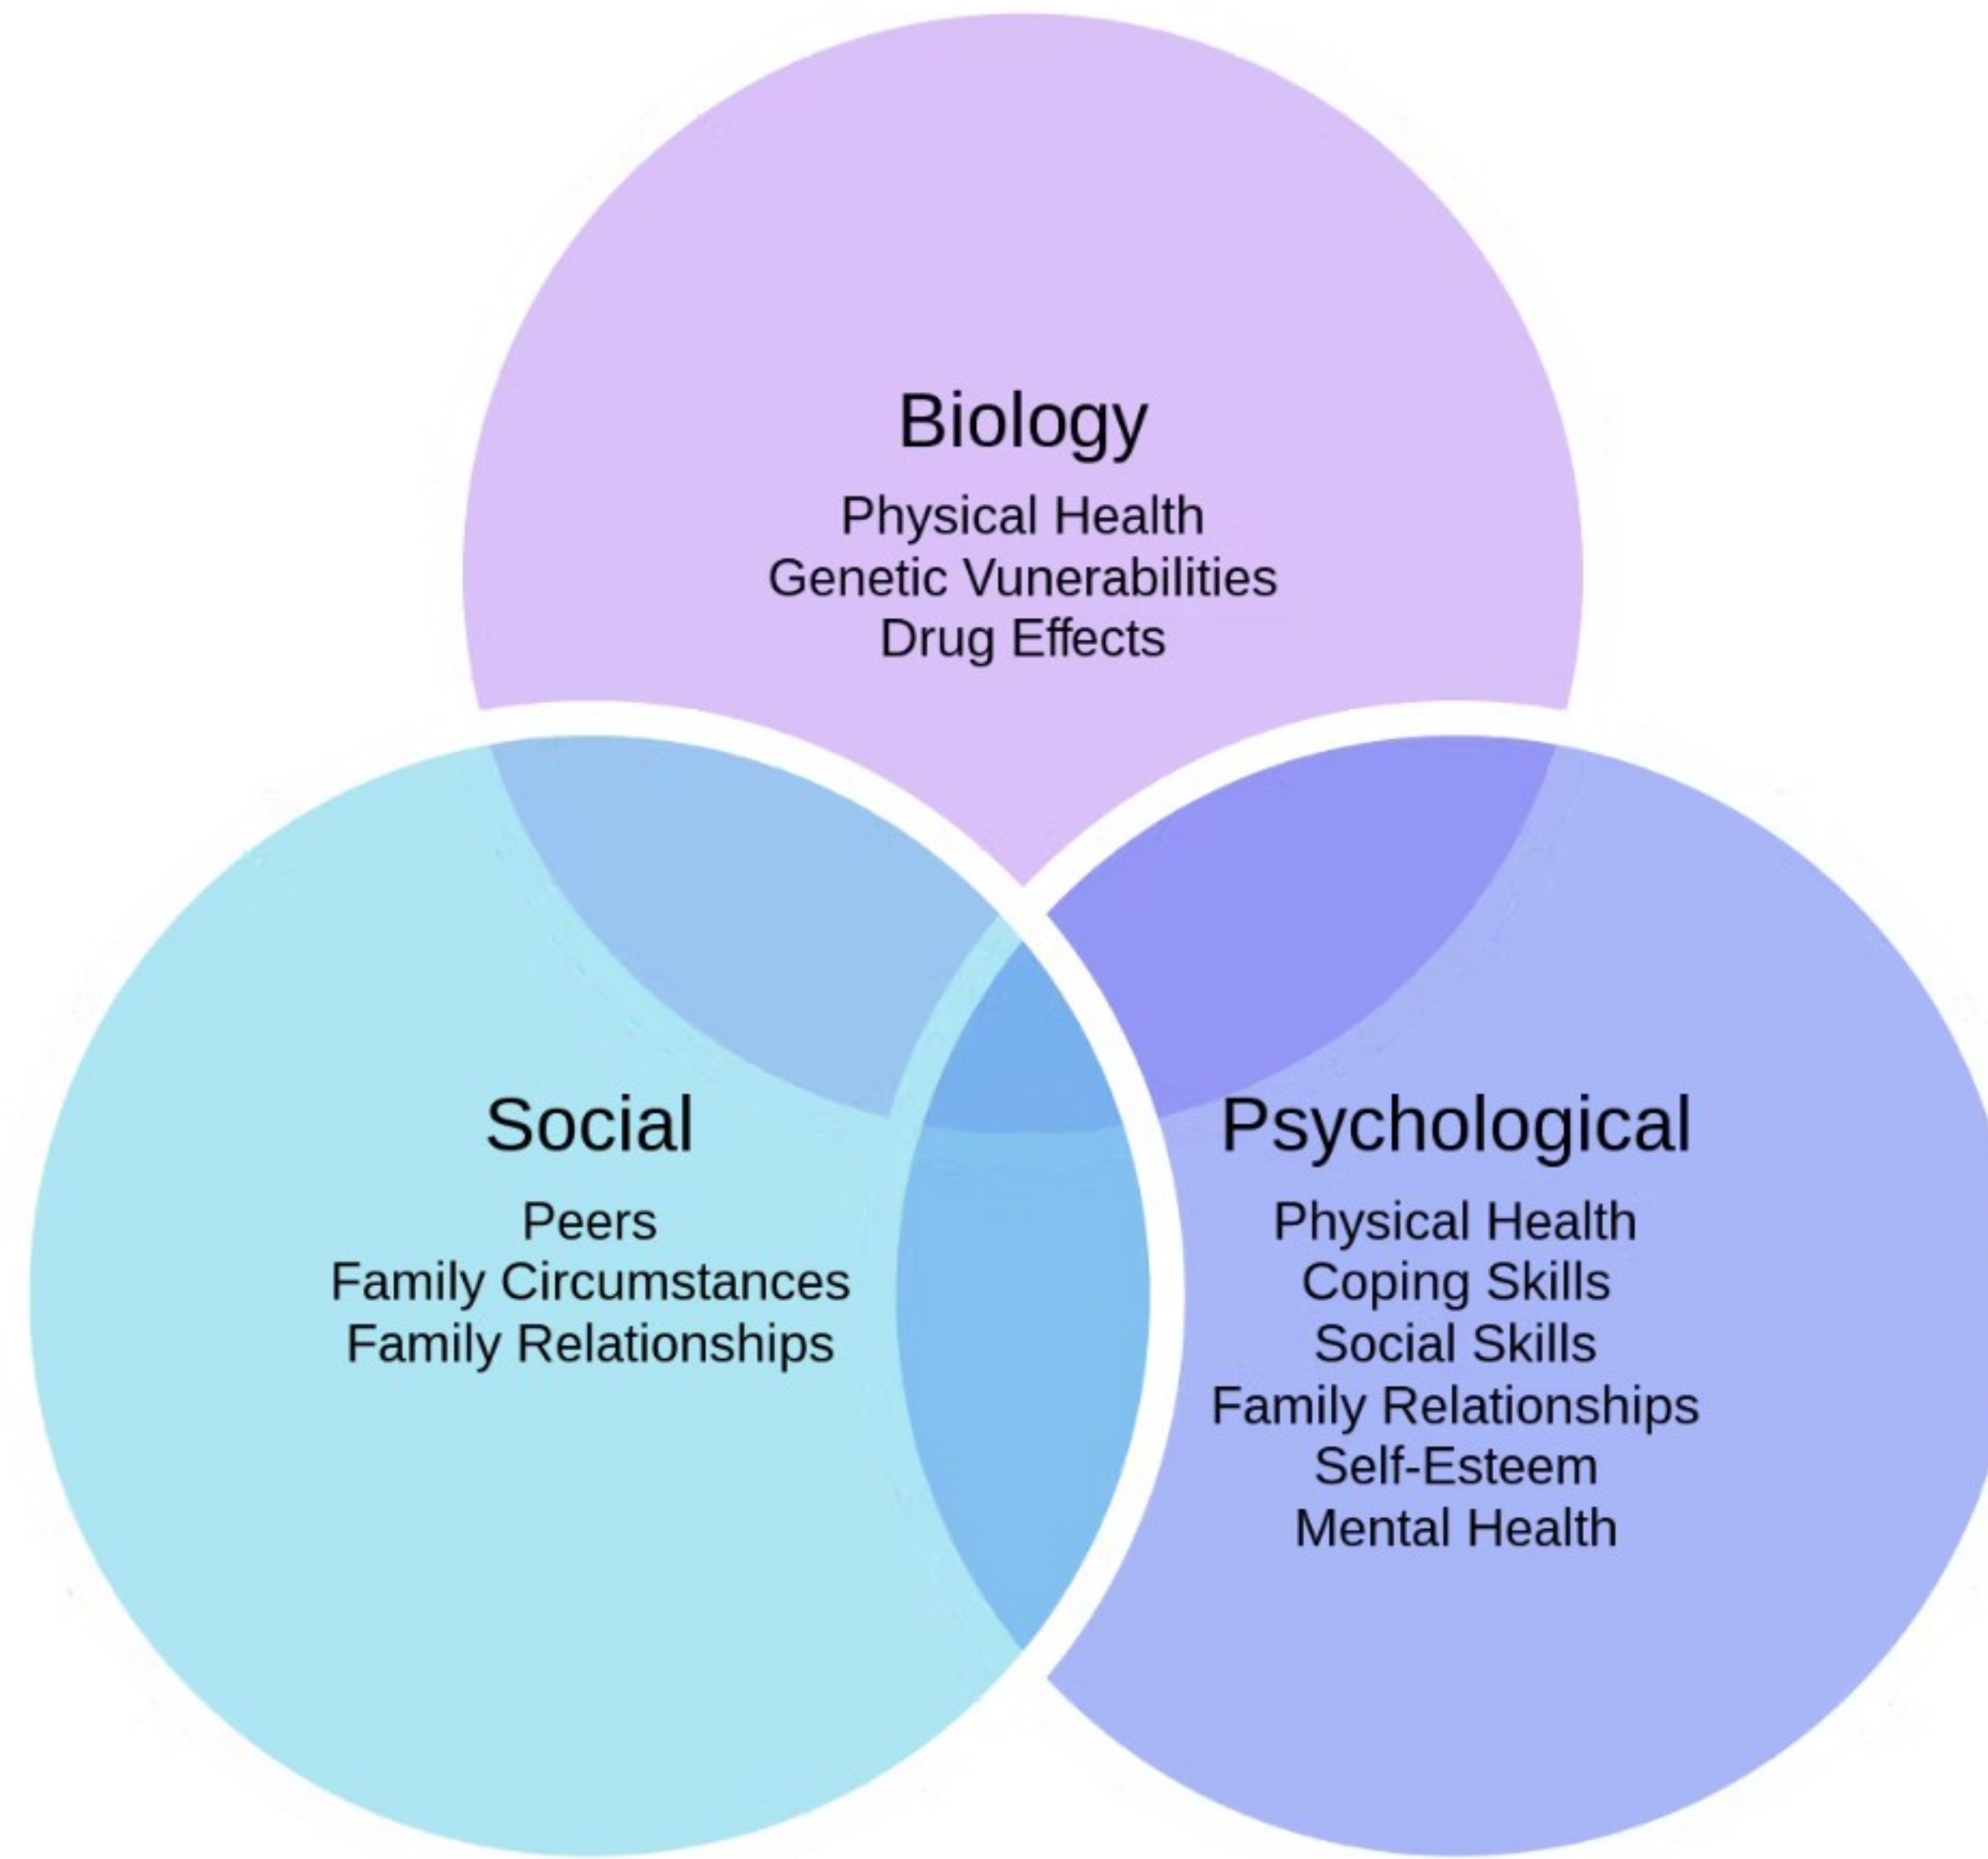 Biology
Physical Health
Genetic Vunerabilities
Drug Effects
Social
Peers
Family Circumstances
Family Relationships
Psychological
Physical Health
Coping Skills
Social Skills
Family Relationships
Self-Esteem
Mental Health